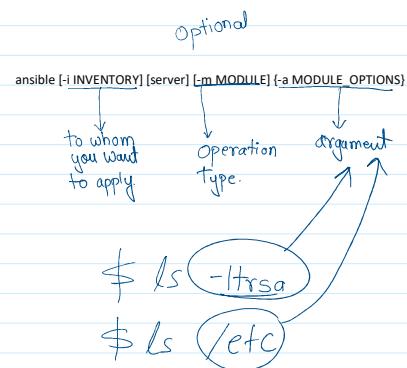 Optional
ansible [-i INVENTORY] [server] [-m MODULE] {-a MODULE_OPTIONS}
to whom
you want
to apply.
operation
type.
argument
$ ls -ltrsa
$ ls /etc